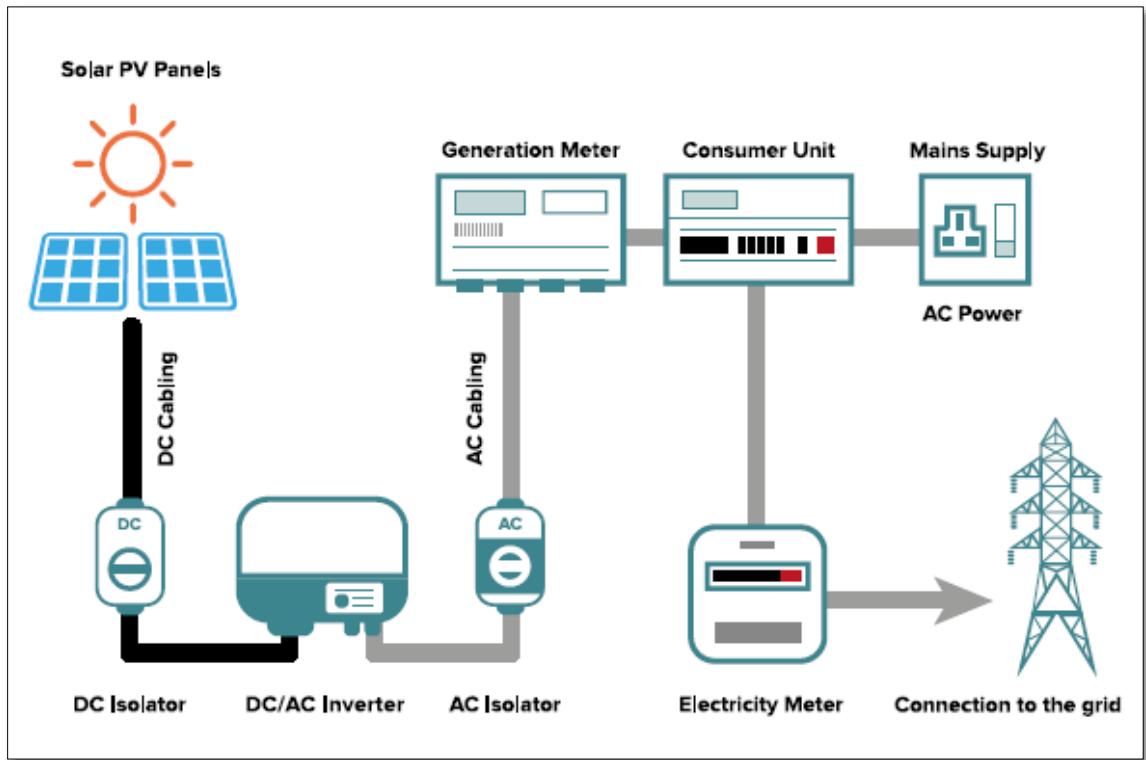 Solar PV Panels
Generation Meter
Consumer Unit
Mains Supply
AC Power
DC Cabling
AC Cabling
DC
AC
DC Isolator
DC/AC Inverter
AC Isolator
Electricity Meter
Connection to the grid